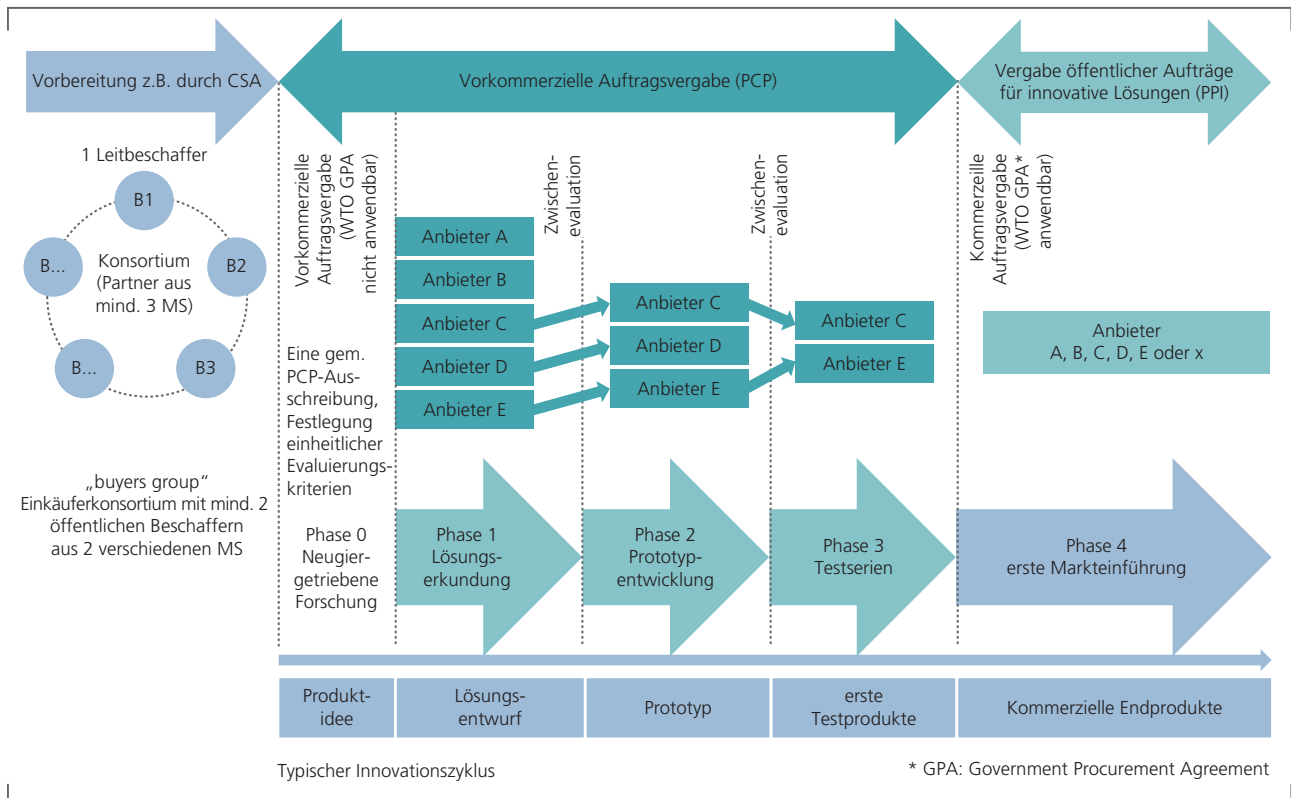 Vorbereitung z.B. durch CSA
Vorkommerzielle Auftragsvergabe (PCP)
Vergabe öffentlicher Aufträge
für innovative Lösungen (PPI)
1 Leitbeschaffer
B1
B2
B3
B...
B...
Konsortium
(Partner aus
mind. 3 MS)
„buyers group“
Einkäuferkonsortium mit mind. 2
öffentlichen Beschaffern
aus 2 verschiedenen MS
Vorkommerzielle
Auftragsvergabe
(WTO GPA
nicht anwendbar)
Eine gem.
PCP-Aus-
schreibung,
Festlegung
einheitlicher
Evaluierungs-
kriterien
Anbieter A
Anbieter B
Anbieter C
Anbieter D
Anbieter E
Zwischen-
evaluation
Anbieter C
Anbieter D
Anbieter E
Zwischen-
evaluation
Anbieter C
Anbieter E
Kommerzeille
Auftragsvergabe
(WTO GPA*
anwendbar)
Anbieter
A, B, C, D, E oder x
Phase 0
Neugier-
getriebene
Forschung
Phase 1
Lösungs-
erkundung
Phase 2
Prototyp-
entwicklung
Phase 3
Testserien
Phase 4
erste Markteinführung
Produkt-
idee
Lösungs-
entwurf
Prototyp
erste
Testprodukte
Kommerzielle Endprodukte
Typischer Innovationszyklus
* GPA: Government Procurement Agreement